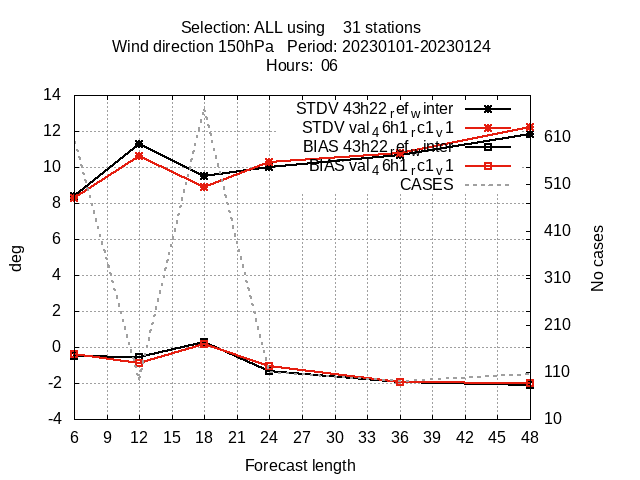 Selection: ALL using 31 stations
Wind direction 150hPa Period: 20230101-20230124
Hours: 06
STDV 43h22_ref_winter
STDV val_46h1_rc1_v1
BIAS 43h22_ref_winter
BIAS val_46h1_rc1_v1
CASES
14
12
10
8
6
4
2
0
-2
-4
deg
610
510
410
310
210
110
10
No cases
6 9 12 15 18 21 24 27 30 33 36 39 42 45 48
Forecast length